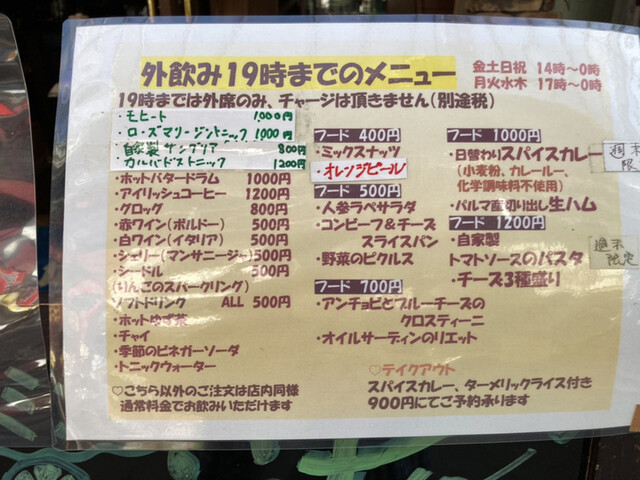 外飲み19時までのメニュー
金土日祝 14時〜0時
月火水木 17時〜0時
19時までは外席のみ、チャージは頂きません(別途税)
・モヒート 1,000円
・ローズマリージントニック 1000円
・自家製サングリア 800円
・カルバドストニック 1200円
・ホットバタードラム 1000円
・アイリッシュコーヒー 1200円
・グロッグ 800円
・赤ワイン(ボルドー) 500円
・白ワイン(イタリア) 500円
・シェリー(マンサニージャ) 500円
・シードル 500円
(りんごのスパークリング)
ソフトドリンク ALL 500円
・ホットゆず茶
・チャイ
・季節のビネガーソーダ
・トニックウォーター
♡こちら以外のご注文は店内同様
通常料金でお飲みいただけます
フード 400円
・ミックスナッツ
・オレンジピール
フード 500円
・人参ラペサラダ
・コンビーフ&チーズ
スライスパン
・野菜のピクルス
フード 700円
・アンチョビとブルーチーズの
クロスティーニ
・オイルサーディンのリエット
フード 1000円
・日替わりスパイスカレー
(小麦粉、カレールー、
化学調味料不使用)
週末
限
・パルマ産切り出し生ハム
フード 1200円
・自家製
トマトソースのパスタ
週末
限定
・チーズ3種盛り
♡テイクアウト
スパイスカレー、ターメリックライス付き
900円にてご予約承ります